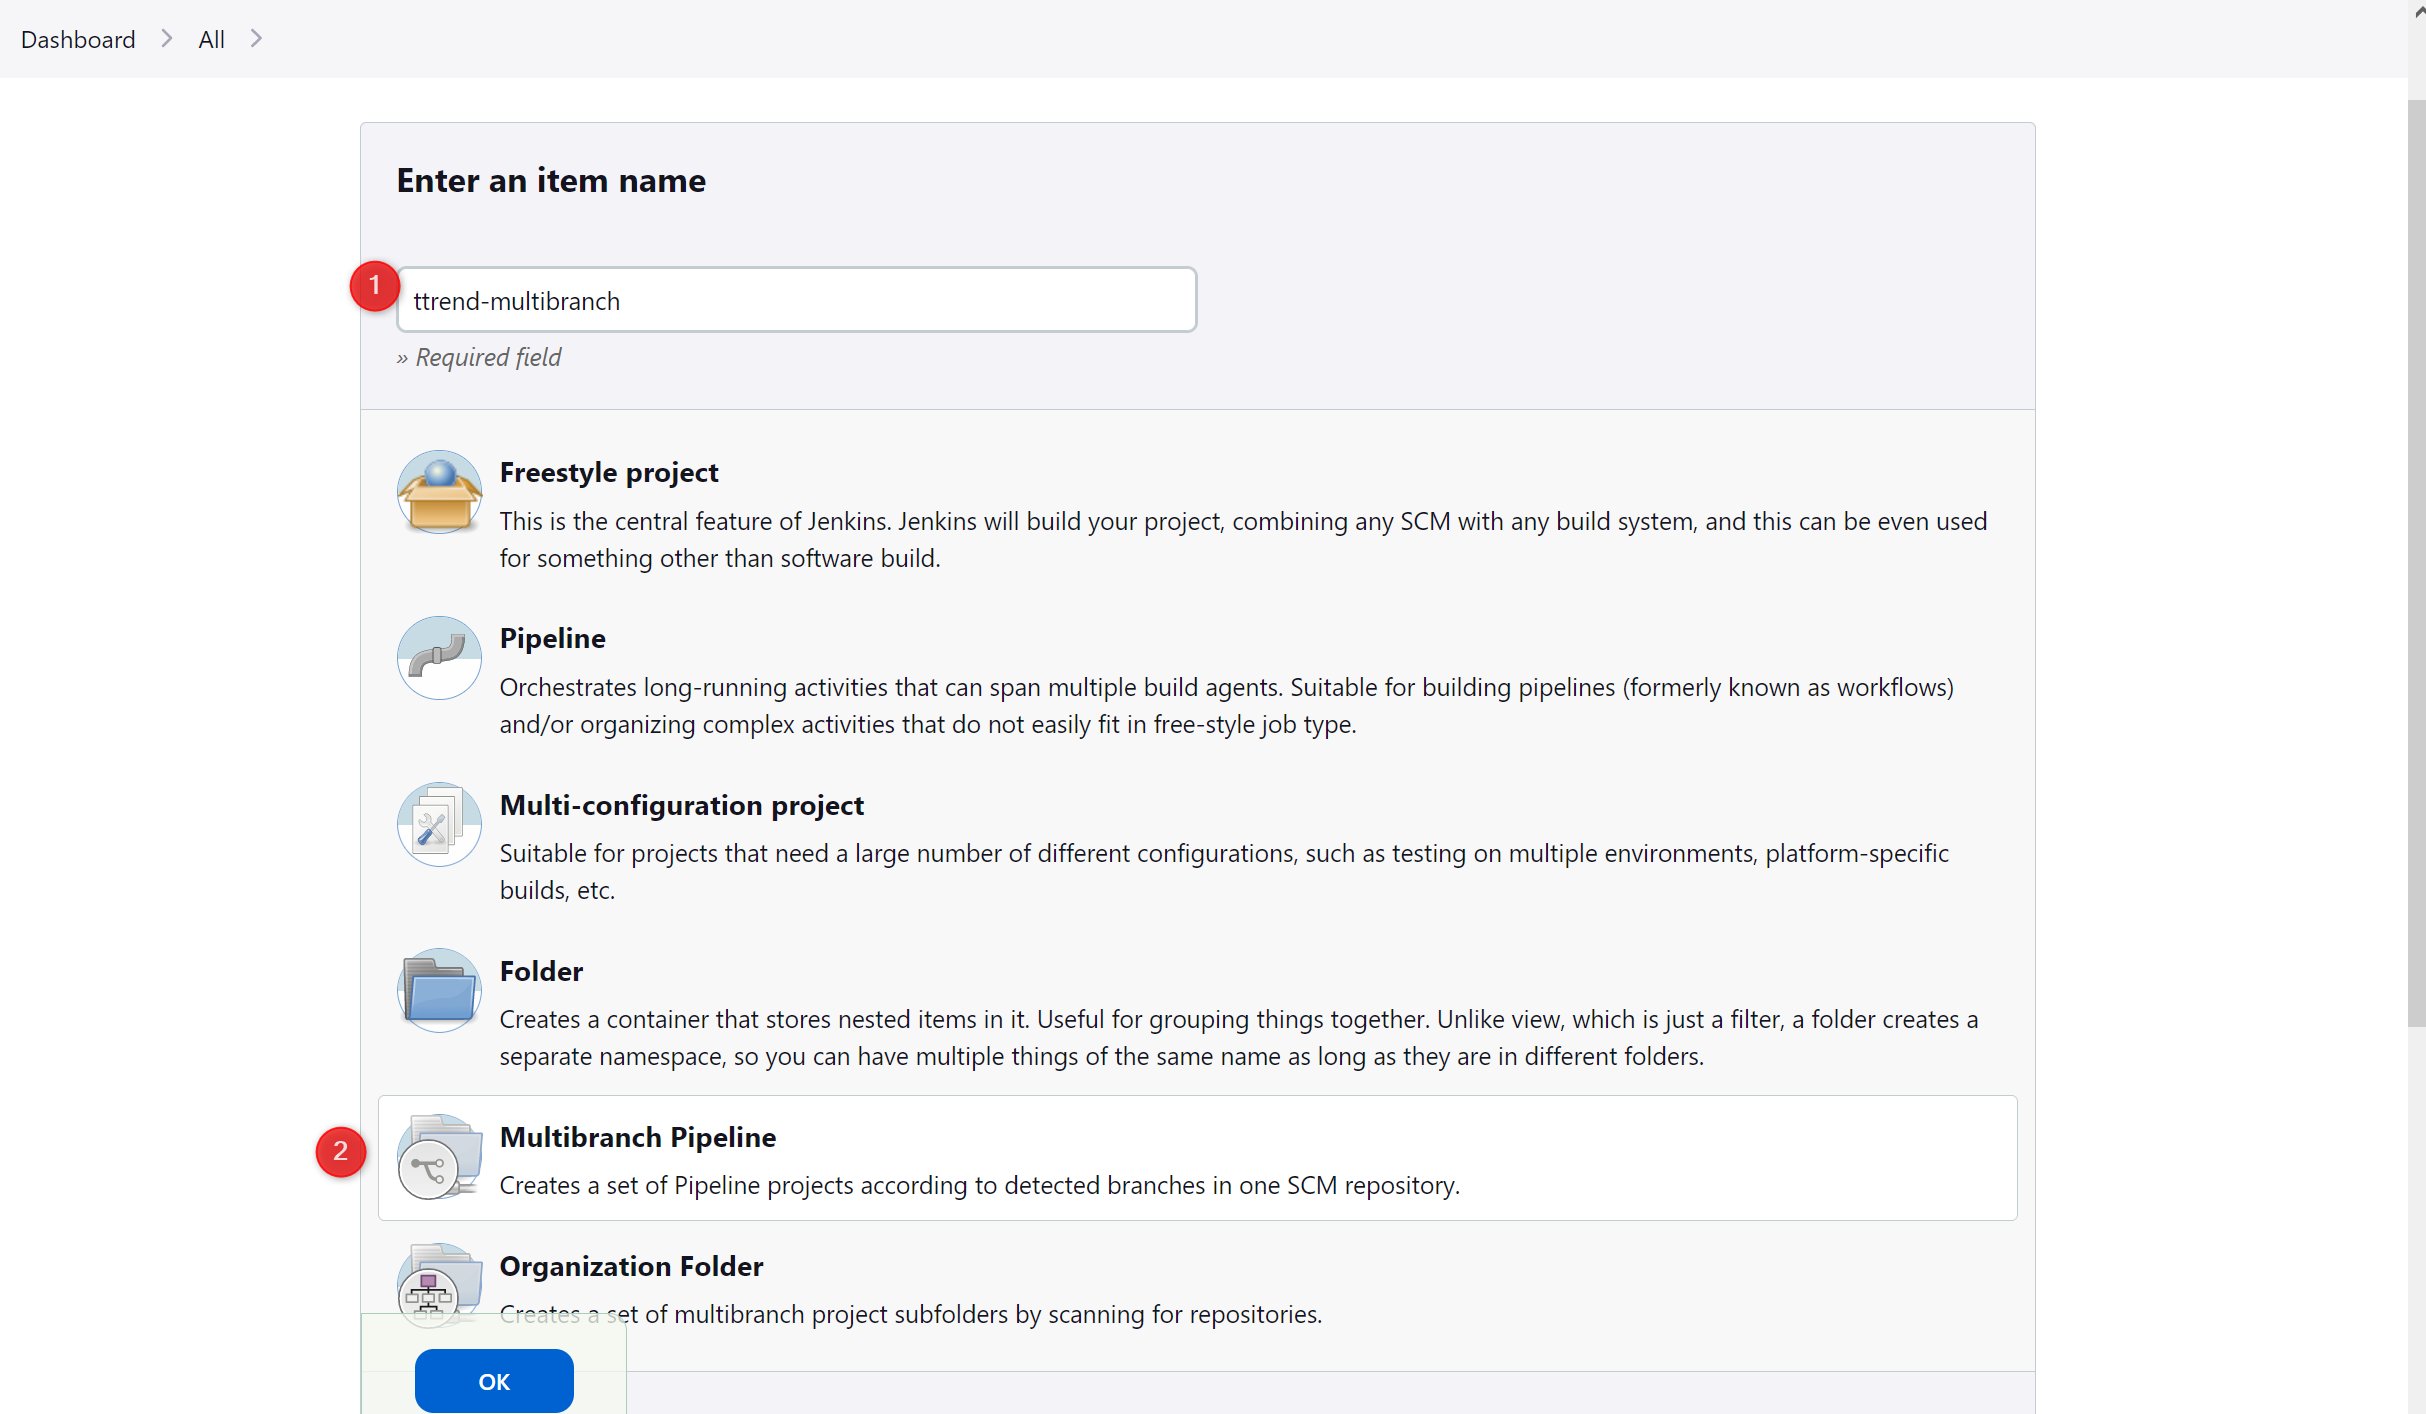 Dashboard > All >
Enter an item name
1
ttrend-multibranch
» Required field
Freestyle project
This is the central feature of Jenkins. Jenkins will build your project, combining any SCM with any build system, and this can be even used
for something other than software build.
Pipeline
Orchestrates long-running activities that can span multiple build agents. Suitable for building pipelines (formerly known as workflows)
and/or organizing complex activities that do not easily fit in free-style job type.
Multi-configuration project
Suitable for projects that need a large number of different configurations, such as testing on multiple environments, platform-specific
builds, etc.
Folder
Creates a container that stores nested items in it. Useful for grouping things together. Unlike view, which is just a filter, a folder creates a
separate namespace, so you can have multiple things of the same name as long as they are in different folders.
2
Multibranch Pipeline
Creates a set of Pipeline projects according to detected branches in one SCM repository.
Organization Folder
Creates a set of multibranch project subfolders by scanning for repositories.
OK